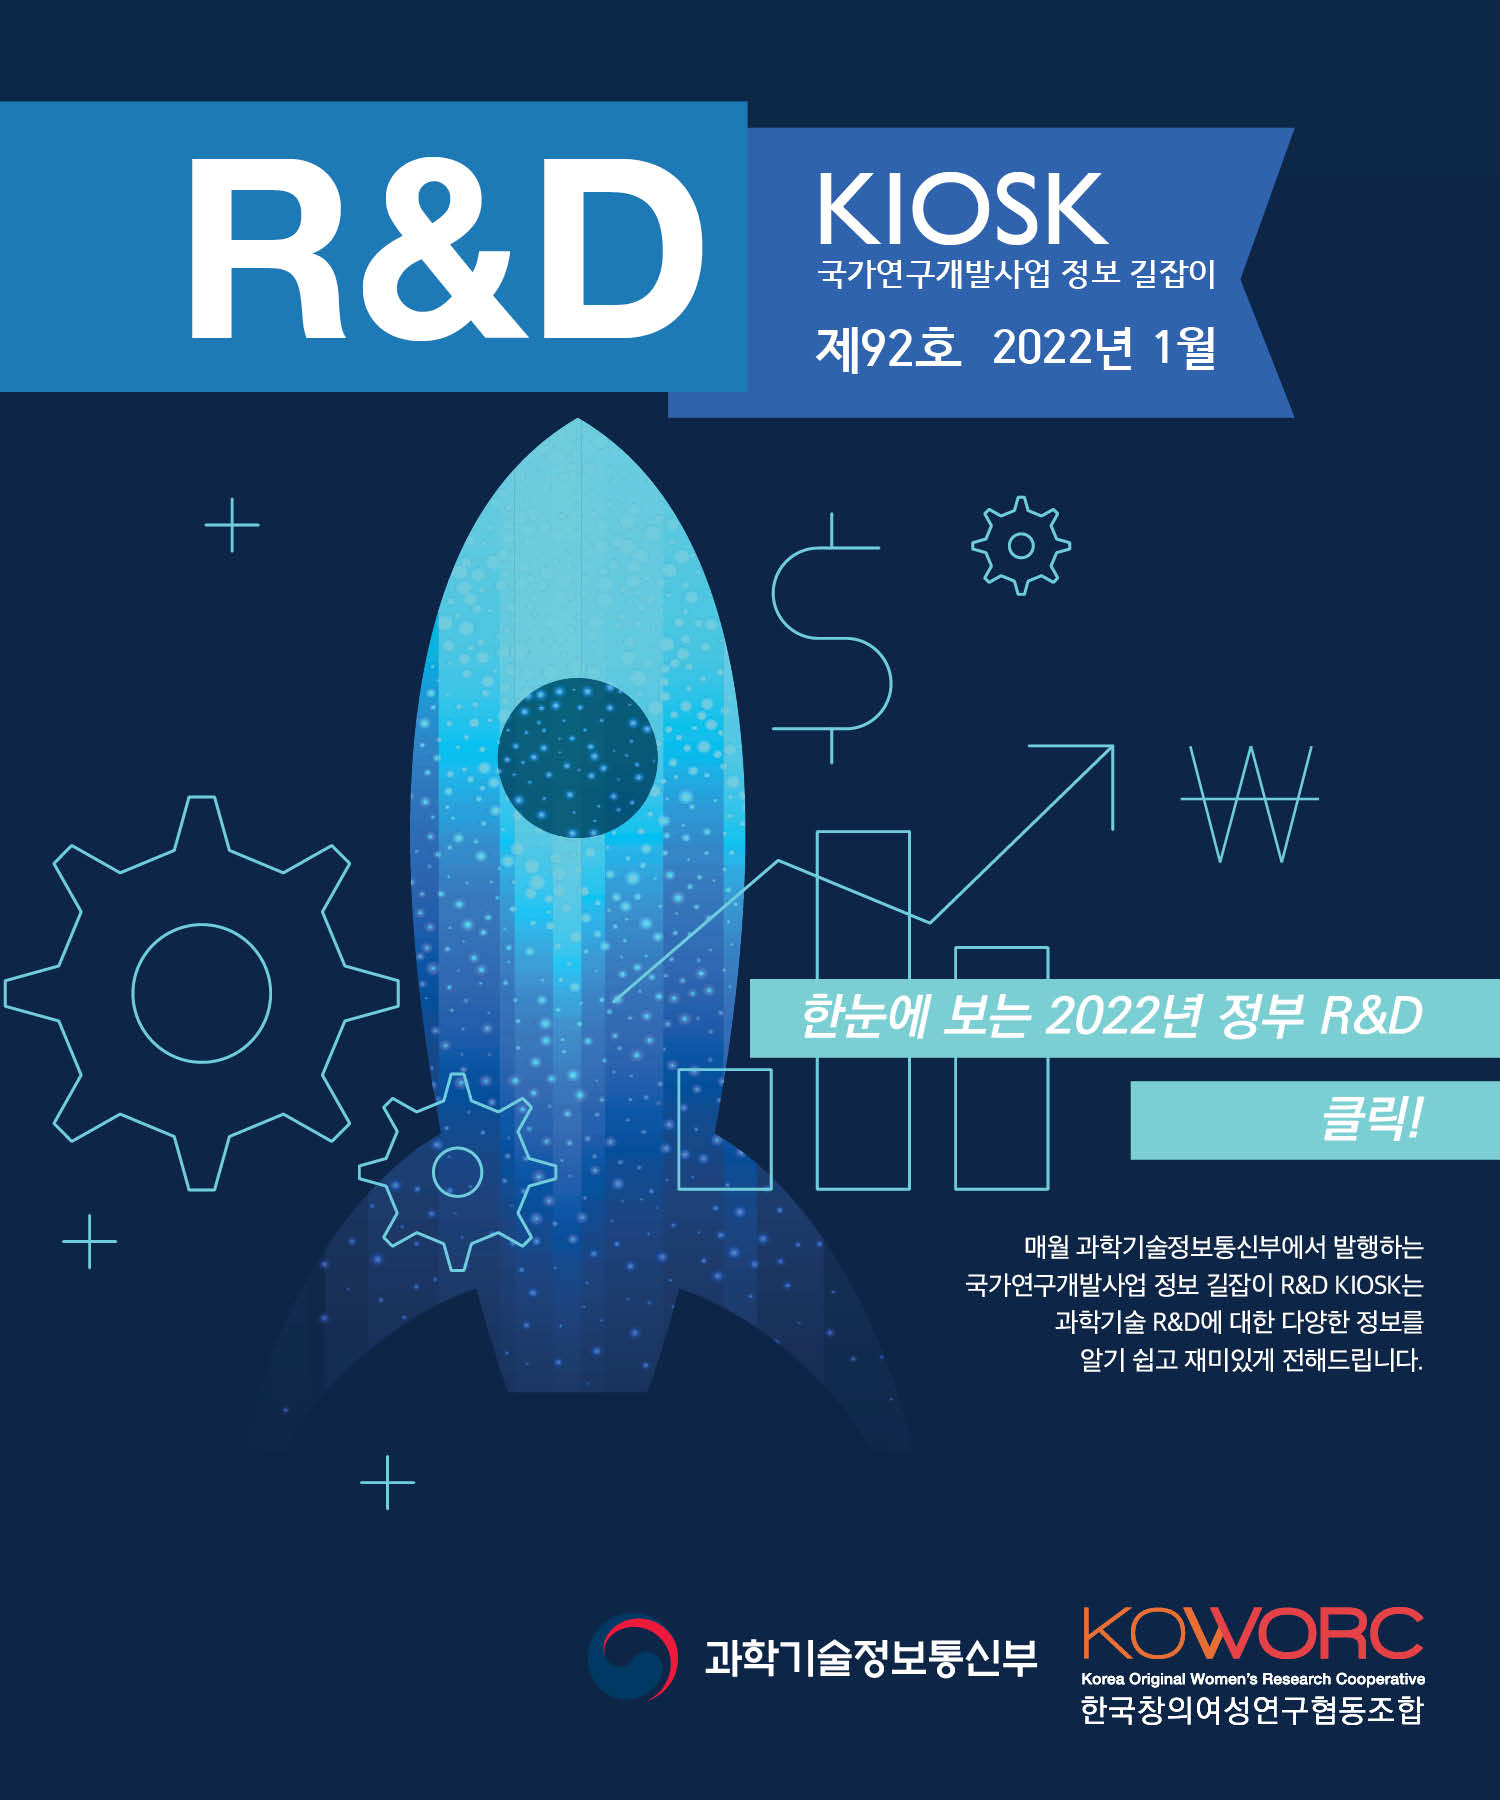 R&D
KIOSK
국가연구개발사업 정보 길잡이
제92호 2022년 1월
한눈에 보는 2022년 정부 R&D
클릭!
매월 과학기술정보통신부에서 발행하는
국가연구개발사업 정보 길잡이 R&D KIOSK는
과학기술 R&D에 대한 다양한 정보를
알기 쉽고 재미있게 전해드립니다.
과학기술정보통신부
KOWORC
Korea Original Women's Research Cooperative
한국창의여성연구협동조합